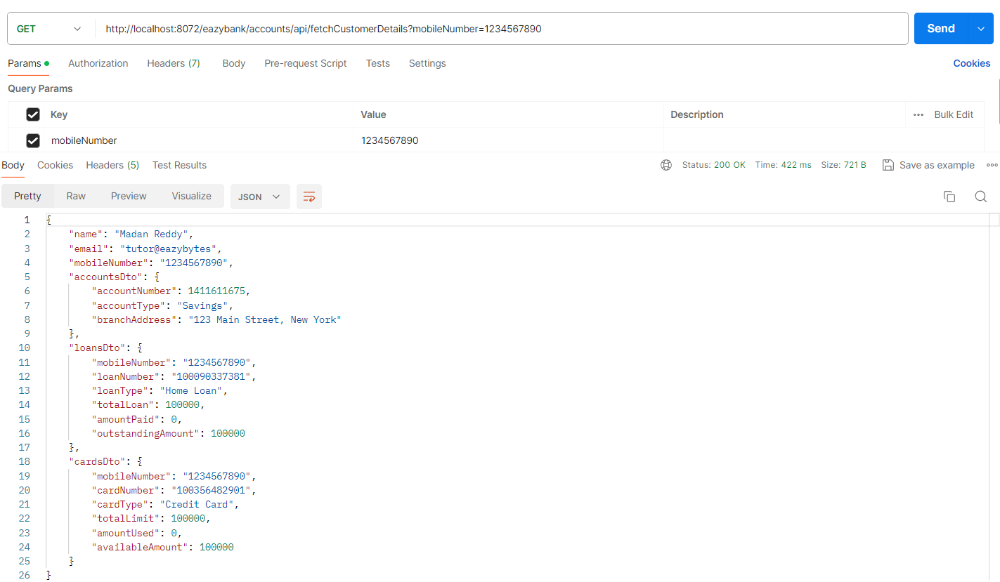 GET http://localhost:8072/eazybank/accounts/api/fetchCustomerDetails?mobileNumber=1234567890 Send
Params Authorization Headers (7) Body Pre-request Script Tests Settings Cookies
Query Params
Key Value Description Bulk Edit
mobileNumber 1234567890
Body Cookies Headers (5) Test Results Status: 200 OK Time: 422 ms Size: 721 B Save as example
Pretty Raw Preview Visualize JSON
1 {
2 "name": "Madan Reddy",
3 "email": "tutor@eazybytes",
4 "mobileNumber": "1234567890",
5 "accountsDto": {
6 "accountNumber": 1411611675,
7 "accountType": "Savings",
8 "branchAddress": "123 Main Street, New York"
9 },
10 "loansDto": {
11 "mobileNumber": "1234567890",
12 "loanNumber": "100090337381",
13 "loanType": "Home Loan",
14 "totalLoan": 100000,
15 "amountPaid": 0,
16 "outstandingAmount": 100000
17 },
18 "cardsDto": {
19 "mobileNumber": "1234567890",
20 "cardNumber": "100356482901",
21 "cardType": "Credit Card",
22 "totalLimit": 100000,
23 "amountUsed": 0,
24 "availableAmount": 100000
25 }
26 }